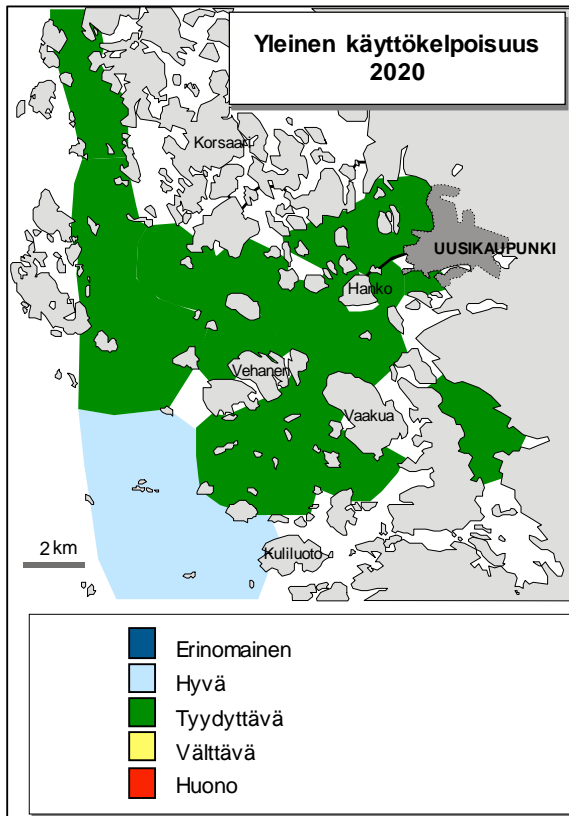 Yleinen käyttökelpoisuus
2020
Korsaari
UUSIKAUPUNKI
Hanko
Vehanen
Vaakua
2 km
Kuliluoto
Erinomainen
Hyvä
Tyydyttävä
Välttävä
Huono